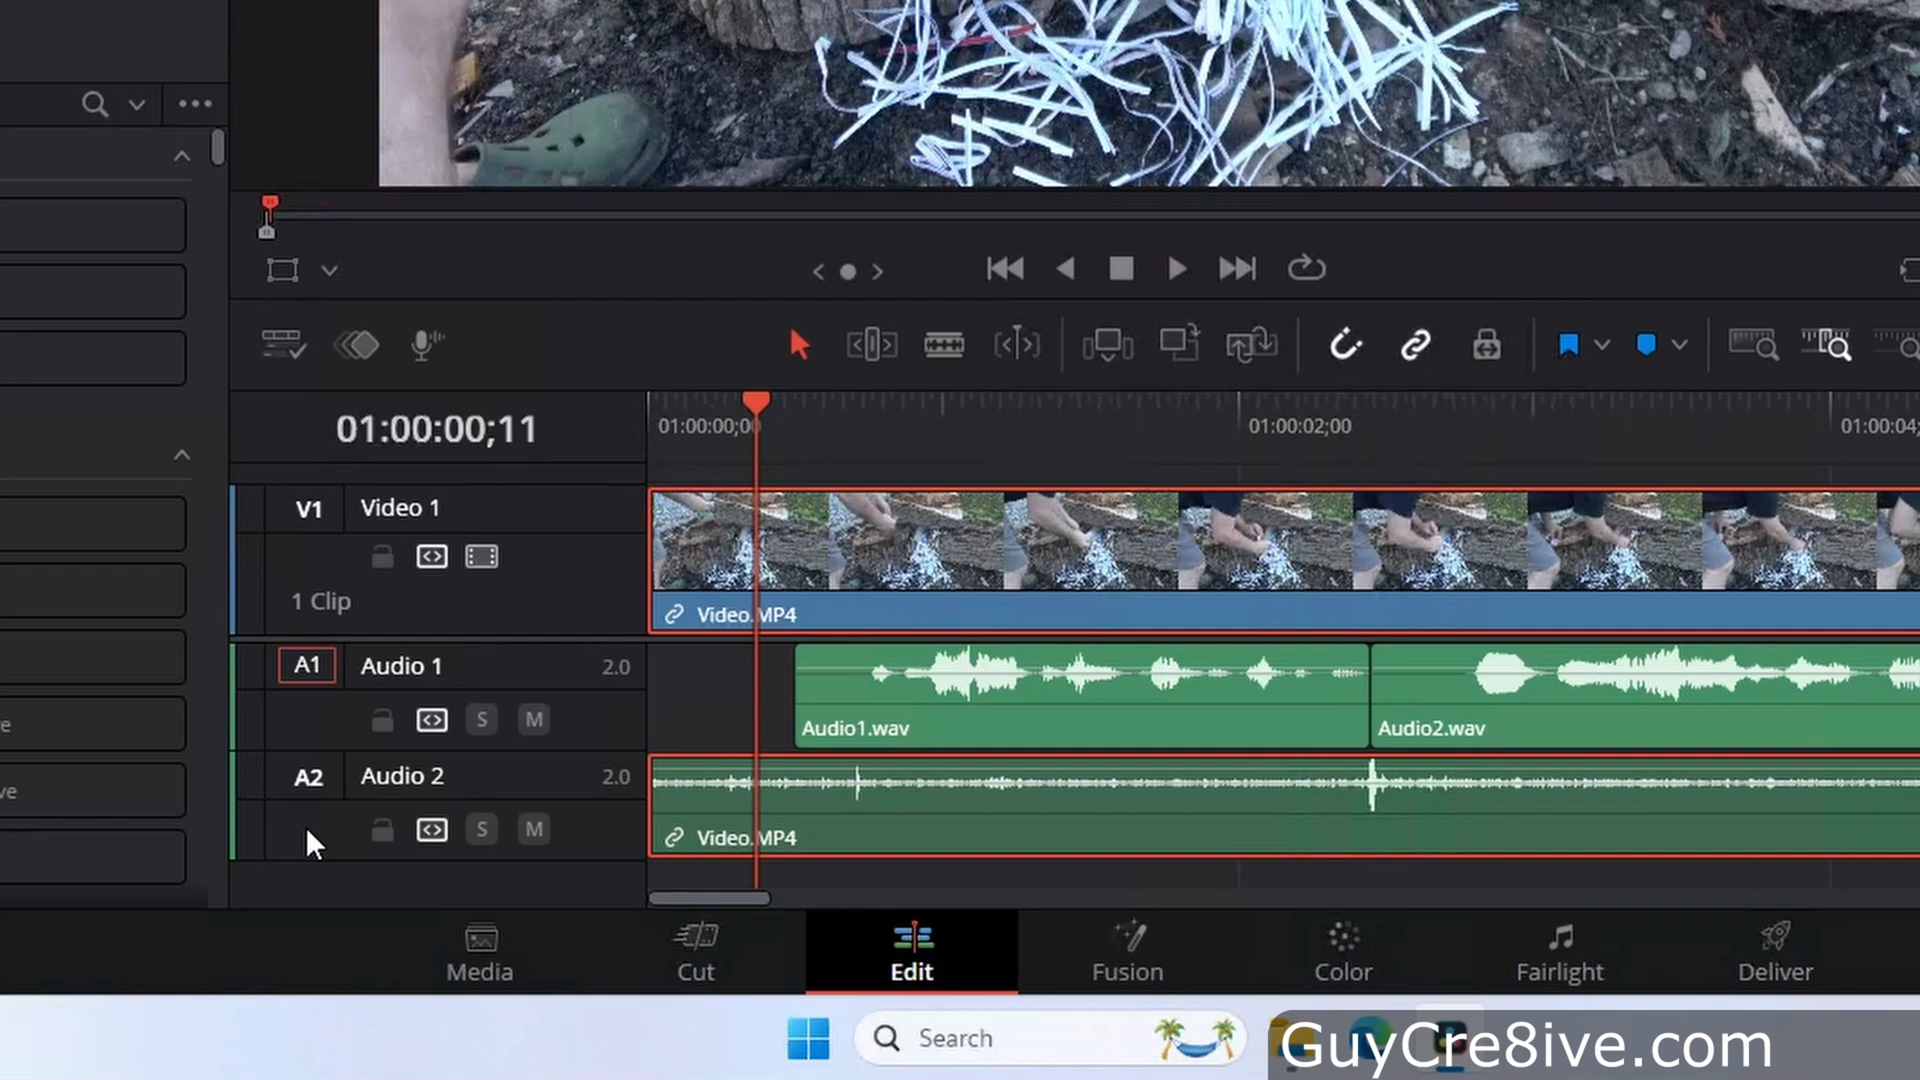 01:00:00;11
01:00:00;00
01:00:02;00
01:00:04;
V1
Video 1
1 Clip
Video.MP4
A1
Audio 1
2.0
S
M
Audio1.wav
Audio2.wav
A2
Audio 2
2.0
S
M
Video.MP4
e
ve
Media
Cut
Edit
Fusion
Color
Fairlight
Deliver
Search
GuyCre8ive.com